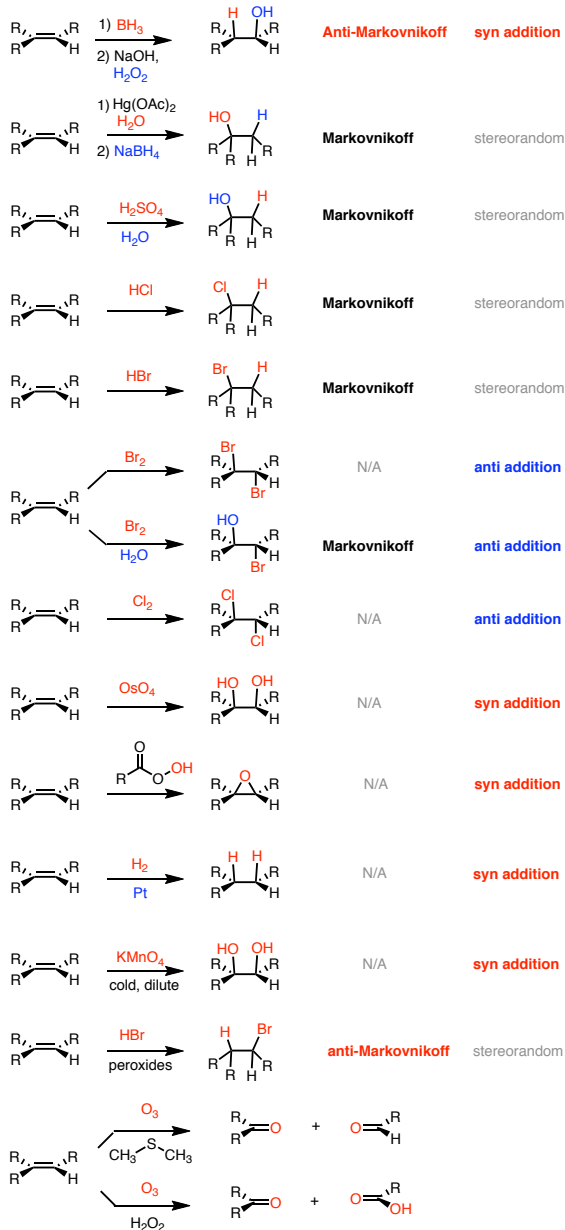 1) BH3 H OH
R R R R Anti-Markovnikoff syn addition
R H 2) NaOH, R H
H2O2
1) Hg(OAc)2
R R H2O HO H
R H 2) NaBH4 R R H R Markovnikoff stereorandom
R R H2SO4 HO H
R H H2O R R H R Markovnikoff stereorandom
R R HCl Cl H
R H R R H R Markovnikoff stereorandom
R R HBr Br H
R H R R H R Markovnikoff stereorandom
Br2 Br
R R N/A anti addition
R H
Br
R R
R H
Br2 HO
H2O R R Markovnikoff anti addition
R H
Br
R R Cl2 Cl
R H R R N/A anti addition
R H
Cl
R R OsO4 HO OH
R H R R N/A syn addition
R H
O
R O OH
R R R O R N/A syn addition
R H R H
R R H2 H H
R H Pt R R N/A syn addition
R H
R R KMnO4 HO OH
R H cold, dilute R R N/A syn addition
R H
R R HBr H Br
R H peroxides R R H R anti-Markovnikoff stereorandom
O3 R O + O R
CH3 S CH3 R H
R R
R H
O3 R O + O R
H2O2 R OH